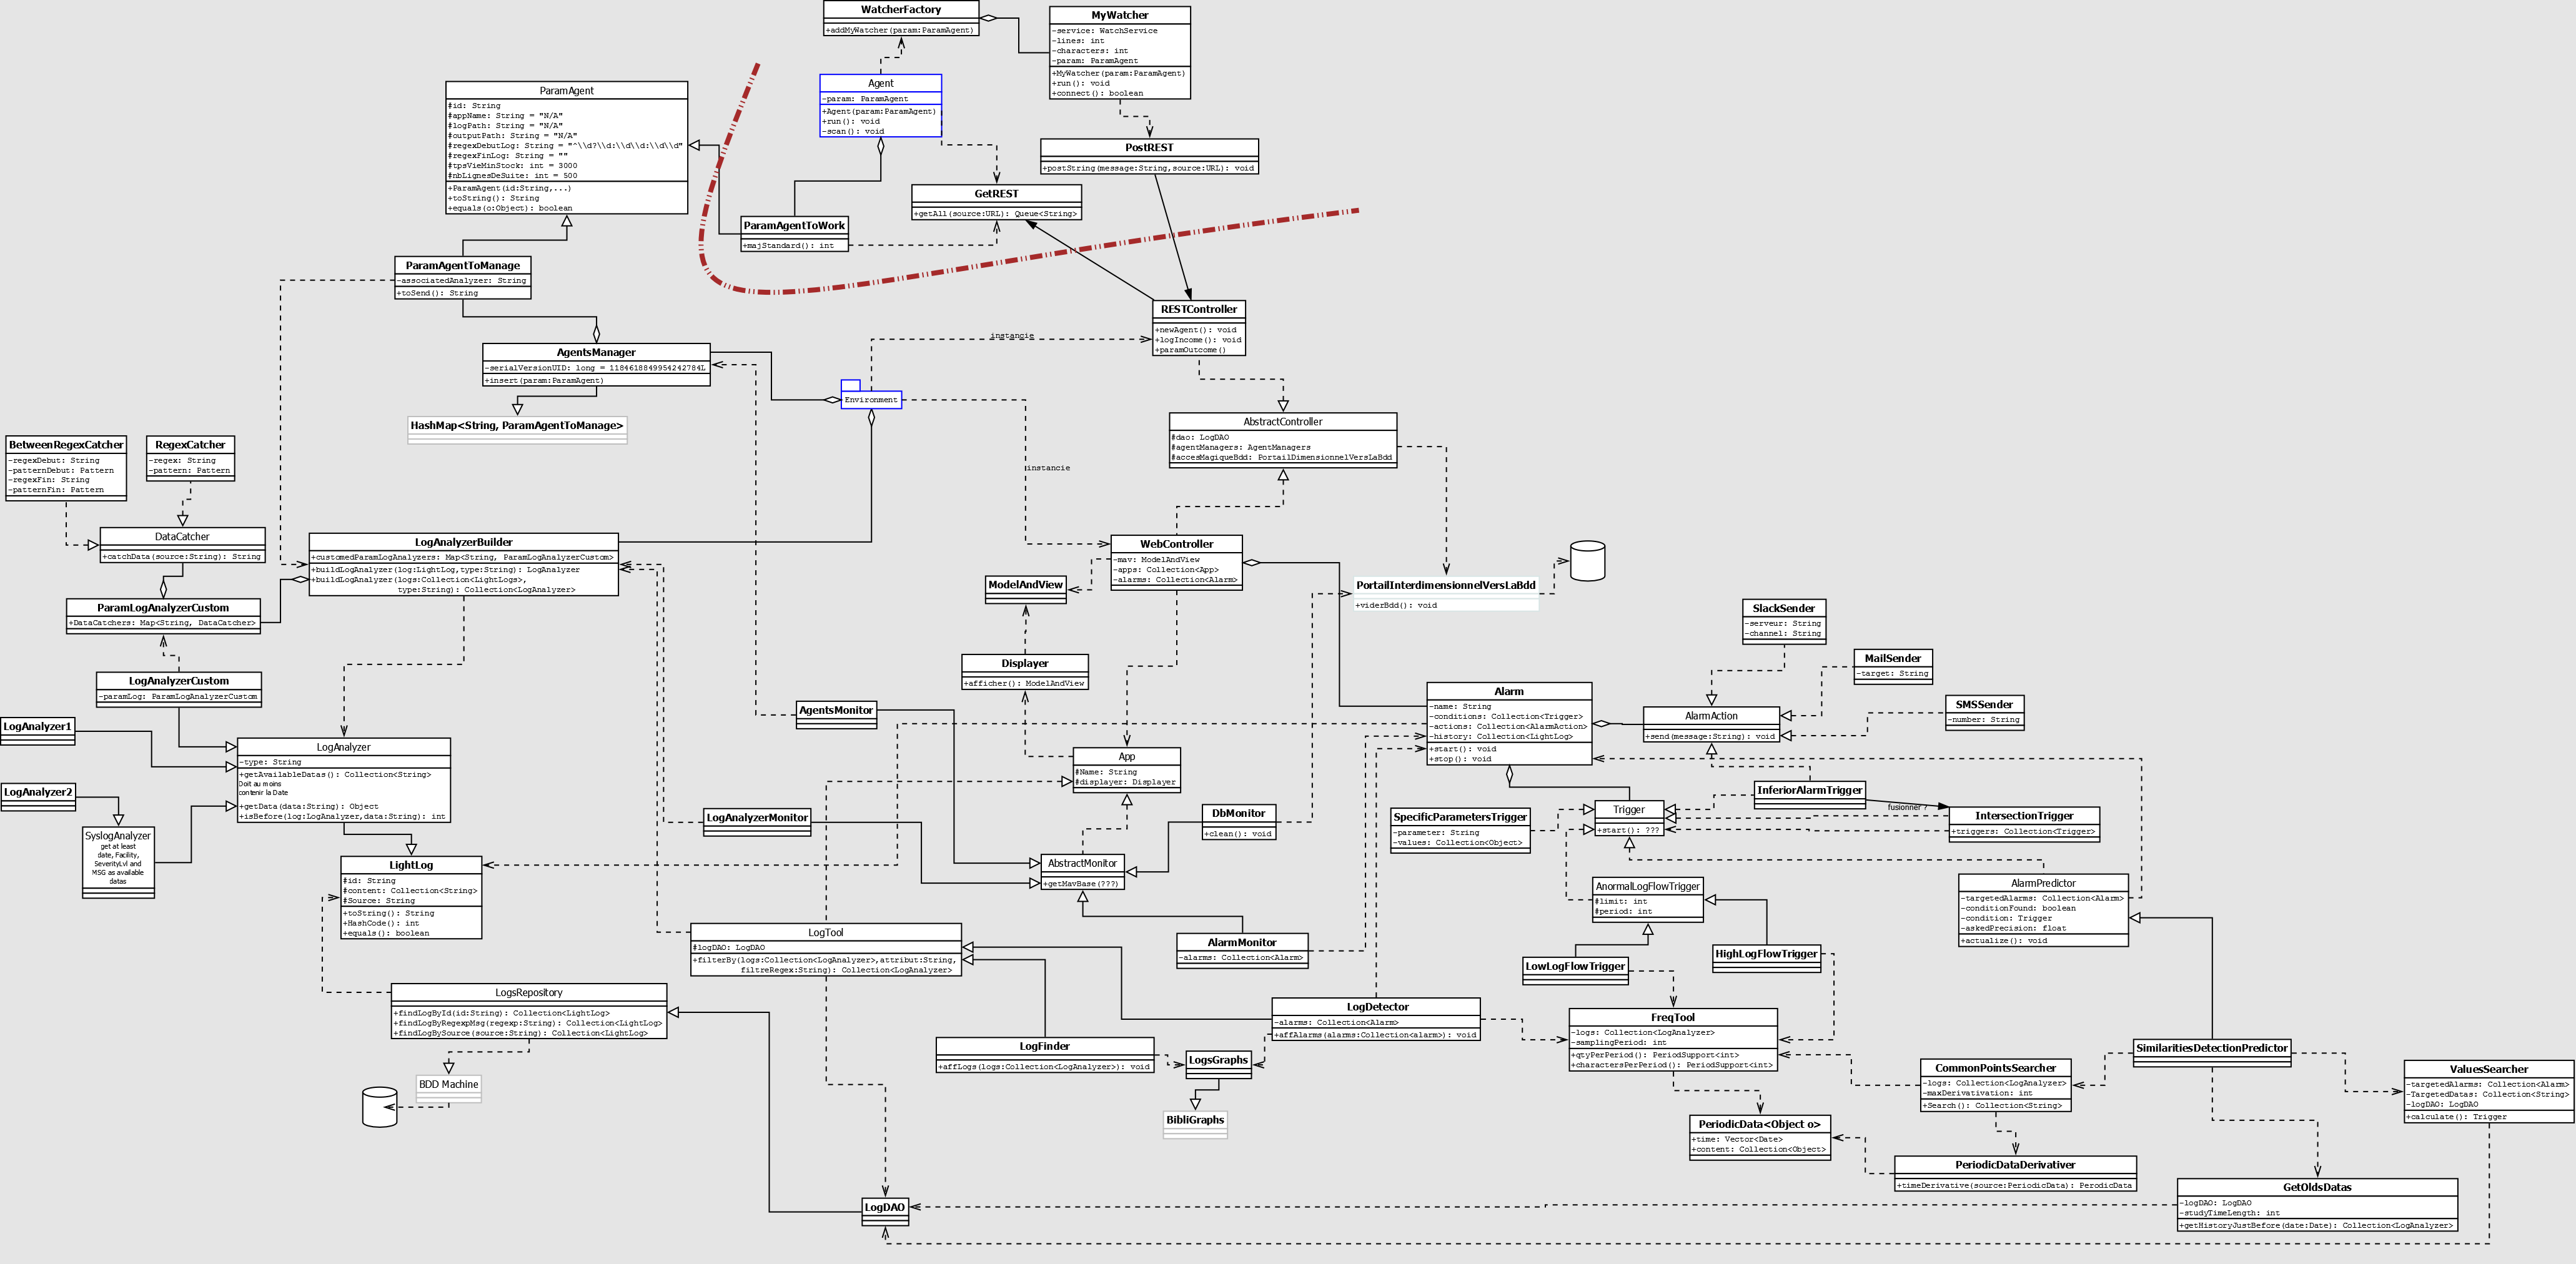 WatcherFactory
+addMyWatcher(param:ParamAgent)
MyWatcher
-service: WatchService
-lines: int
-characters: int
-param: ParamAgent
+MyWatcher(param:ParamAgent)
+run(): void
+connect(): boolean
Agent
-param: ParamAgent
+Agent(param:ParamAgent)
+run(): void
-scan(): void
ParamAgent
#id: String
#appName: String = "N/A"
#logPath: String = "N/A"
#outputPath: String = "N/A"
#regexDebutLog: String = "^\\d?\\d:\\d\\d:\\d\\d"
#regexFinLog: String = ""
#tpsVieMinStock: int = 3000
#nbLignesDeSuite: int = 500
+ParamAgent(id:String,...)
+toString(): String
+equals(o:Object): boolean
PostREST
+postString(message:String,source:URL): void
GetREST
+getAll(source:URL): Queue<String>
ParamAgentToWork
+majStandard(): int
ParamAgentToManage
-associatedAnalyzer: String
+toSend(): String
RESTController
+newAgent(): void
+logIncome(): void
+paramOutcome()
instancie
AgentsManager
-serialVersionUID: long = 1184618849954242784L
+insert(param:ParamAgent)
Environment
HashMap<String, ParamAgentToManage>
AbstractController
#dao: LogDAO
#agentManagers: AgentManagers
#accesMagiqueBdd: PortailDimensionnelVersLaBdd
instancie
BetweenRegexCatcher
-regexDebut: String
-patternDebut: Pattern
-regexFin: String
-patternFin: Pattern
RegexCatcher
-regex: String
-pattern: Pattern
DataCatcher
+catchData(source:String): String
LogAnalyzerBuilder
+customedParamLogAnalyzers: Map<String, ParamLogAnalyzerCustom>
+buildLogAnalyzer(log:LightLog,type:String): LogAnalyzer
+buildLogAnalyzer(logs:Collection<LightLogs>,
type:String): Collection<LogAnalyzer>
WebController
-mav: ModelAndView
-apps: Collection<App>
-alarms: Collection<Alarm>
ModelAndView
PortailInterdimensionnelVersLaBdd
+viderBdd(): void
ParamLogAnalyzerCustom
+DataCatchers: Map<String, DataCatcher>
SlackSender
-serveur: String
-channel: String
MailSender
-target: String
SMSSender
-number: String
Displayer
+afficher(): ModelAndView
LogAnalyzerCustom
-paramLog: ParamLogAnalyzerCustom
Alarm
-name: String
-conditions: Collection<Trigger>
-actions: Collection<AlarmAction>
-history: Collection<LightLog>
+start(): void
+stop(): void
AlarmAction
+send(message:String): void
AgentsMonitor
LogAnalyzer1
LogAnalyzer
-type: String
+getAvailableDatas(): Collection<String>
Doit au moins
contenir la Date
+getData(data:String): Object
+isBefore(log:LogAnalyzer,data:String): int
App
#Name: String
#displayer: Displayer
LogAnalyzer2
SyslogAnalyzer
get at least
date, Facility,
SeverityLvl and
MSG as available
datas
LogAnalyzerMonitor
DbMonitor
+clean(): void
SpecificParametersTrigger
-parameter: String
-values: Collection<Object>
Trigger
+start(): ???
InferiorAlarmTrigger
fusionner ?
IntersectionTrigger
+triggers: Collection<Trigger>
LightLog
#id: String
#content: Collection<String>
#Source: String
+toString(): String
+HashCode(): int
+equals(): boolean
AbstractMonitor
+getMavBase(???)
AnormalLogFlowTrigger
#limit: int
#period: int
AlarmPredictor
-targetedAlarms: Collection<Alarm>
-conditionFound: boolean
-condition: Trigger
-askedPrecision: float
+actualize(): void
LogTool
#logDAO: LogDAO
+filterBy(logs:Collection<LogAnalyzer>,attribut:String,
filtreRegex:String): Collection<LogAnalyzer>
AlarmMonitor
-alarms: Collection<Alarm>
HighLogFlowTrigger
LowLogFlowTrigger
LogsRepository
+findLogById(id:String): Collection<LightLog>
+findLogByRegexpMsg(regexp:String): Collection<LightLog>
+findLogBySource(source:String): Collection<LightLog>
LogDetector
-alarms: Collection<Alarm>
+affAlarms(alarms:Collection<alarm>): void
FreqTool
-logs: Collection<LogAnalyzer>
-samplingPeriod: int
+qtyPerPeriod(): PeriodSupport<int>
+charactersPerPeriod(): PeriodSupport<int>
LogFinder
+affLogs(logs:Collection<LogAnalyzer>): void
LogsGraphs
SimilaritiesDetectionPredictor
CommonPointsSearcher
-logs: Collection<LogAnalyzer>
-maxDerivativation: int
+Search(): Collection<String>
ValuesSearcher
-targetedAlarms: Collection<Alarm>
-TargetedDatas: Collection<String>
-logDAO: LogDAO
+calculate(): Trigger
BDD Machine
BibliGraphs
PeriodicData<Object o>
+time: Vector<Date>
+content: Collection<Object>
PeriodicDataDerivativer
+timeDerivative(source:PeriodicData): PerodicData
GetOldsDatas
-logDAO: LogDAO
-studyTimeLength: int
+getHistoryJustBefore(date:Date): Collection<LogAnalyzer>
LogDAO